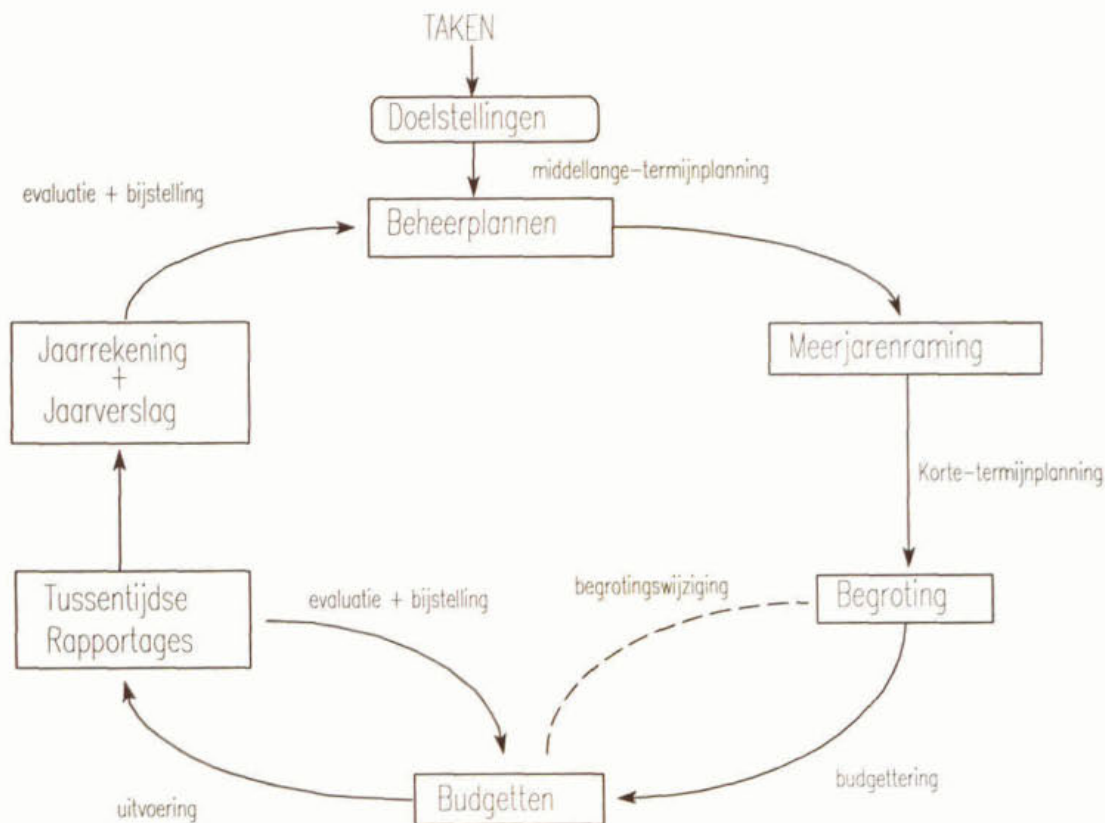 TAKEN
Doelstellingen
middellange-termijnplanning
evaluatie + bijstelling
Beheerplannen
Jaarrekening
+
Jaarverslag
Meerjarenraming
Korte-termijnplanning
Tussentijdse
Rapportages
evaluatie + bijstelling
begrotingswijziging
Begroting
budgettering
Budgetten
uitvoering